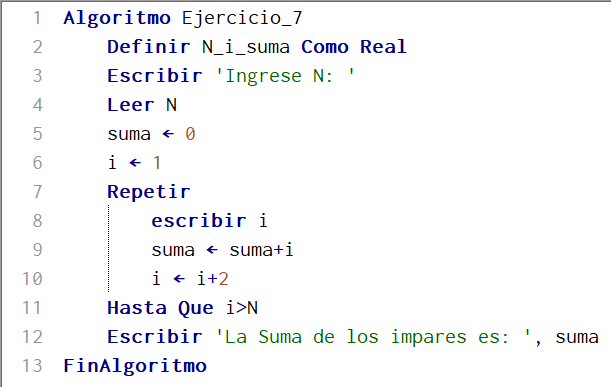 1 Algoritmo Ejercicio_7
2 Definir N_i_suma Como Real
3 Escribir 'Ingrese N: '
4 Leer N
5 suma ← 0
6 i ← 1
7 Repetir
8 escribir i
9 suma ← suma+i
10 i ← i+2
11 Hasta Que i>N
12 Escribir 'La Suma de los impares es: ', suma
13 FinAlgoritmo